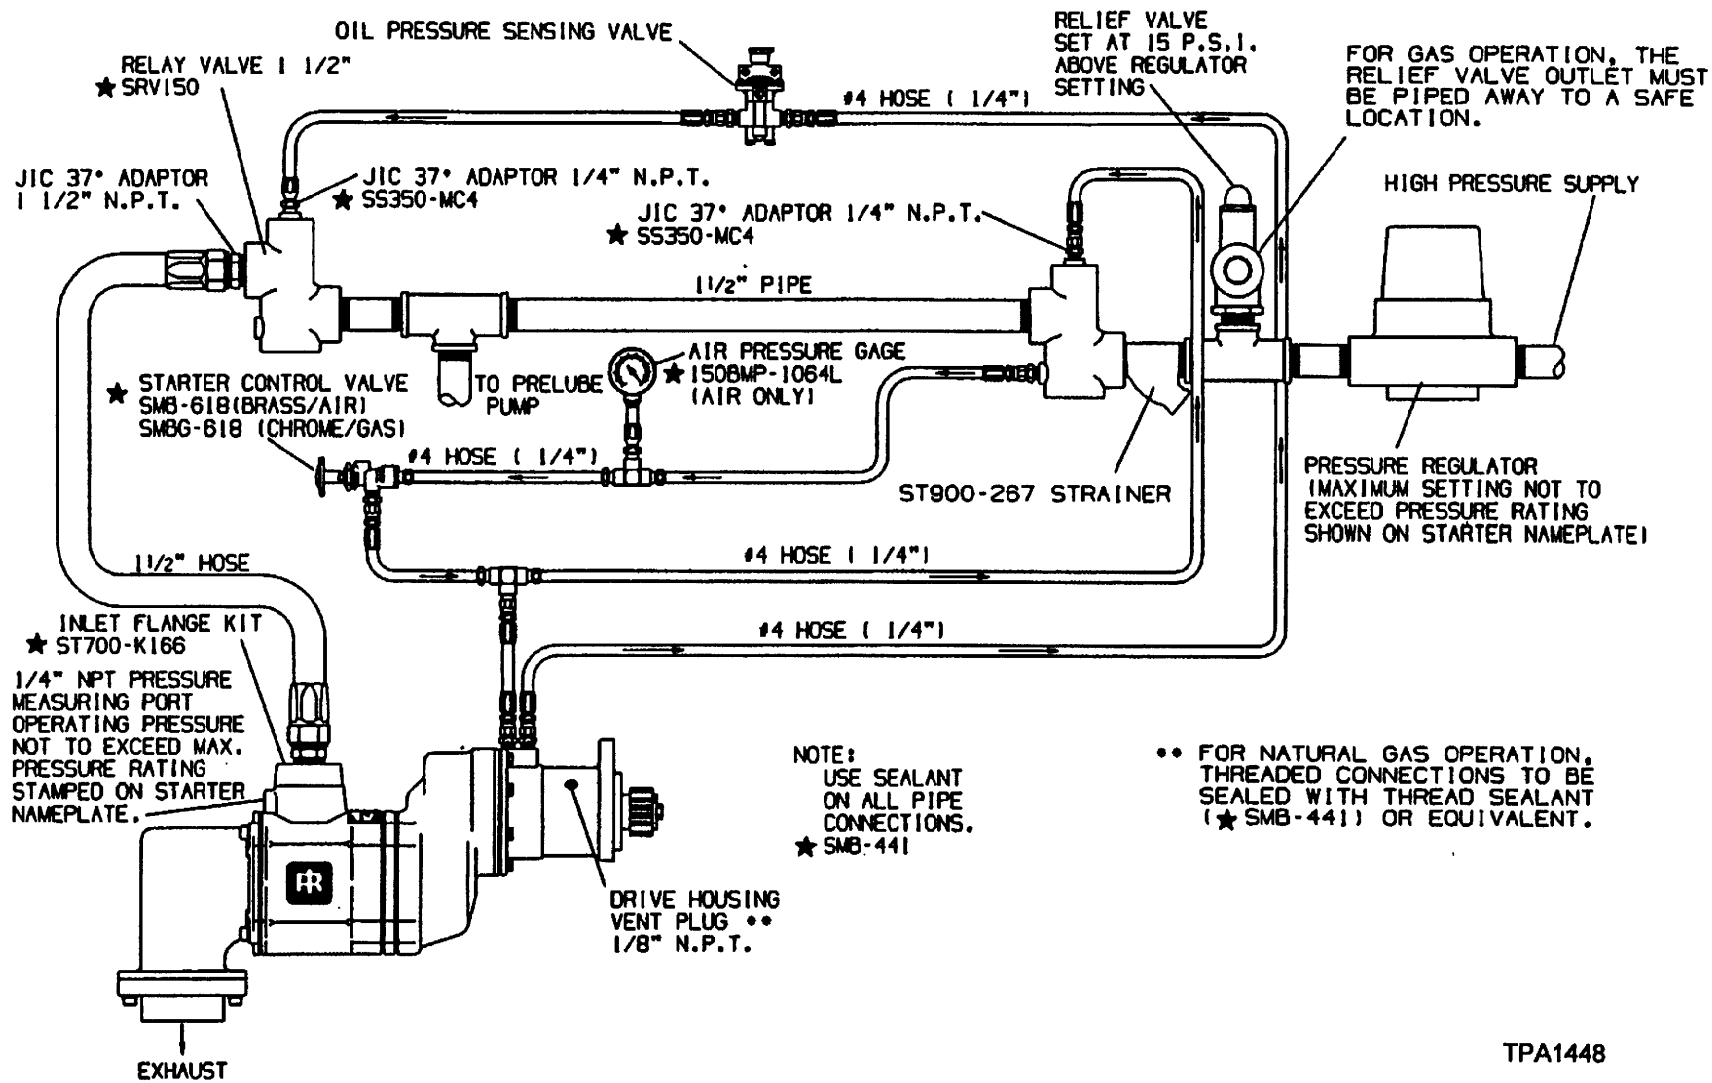 OIL PRESSURE SENSING VALVE
RELAY VALVE 1 1/2"
★ SRV150
RELIEF VALVE
SET AT 15 P.S.I.
ABOVE REGULATOR
SETTING
FOR GAS OPERATION, THE
RELIEF VALVE OUTLET MUST
BE PIPED AWAY TO A SAFE
LOCATION.
#4 HOSE ( 1/4")
JIC 37° ADAPTOR
1 1/2" N.P.T.
JIC 37° ADAPTOR 1/4" N.P.T.
★ SS350-MC4
JIC 37° ADAPTOR 1/4" N.P.T.
★ SS350-MC4
HIGH PRESSURE SUPPLY
1 1/2" PIPE
AIR PRESSURE GAGE
★ 150BMP-1064L
(AIR ONLY)
★ STARTER CONTROL VALVE
SMB-618(BRASS/AIR)
SMBG-618 (CHROME/GAS)
TO PRELUBE
PUMP
#4 HOSE ( 1/4")
ST900-267 STRAINER
PRESSURE REGULATOR
(MAXIMUM SETTING NOT TO
EXCEED PRESSURE RATING
SHOWN ON STARTER NAMEPLATE)
1 1/2" HOSE
#4 HOSE ( 1/4")
INLET FLANGE KIT
★ ST700-K166
#4 HOSE ( 1/4")
1/4" NPT PRESSURE
MEASURING PORT
OPERATING PRESSURE
NOT TO EXCEED MAX.
PRESSURE RATING
STAMPED ON STARTER
NAMEPLATE.
NOTE:
USE SEALANT
ON ALL PIPE
CONNECTIONS.
★ SMB-441
•• FOR NATURAL GAS OPERATION,
THREADED CONNECTIONS TO BE
SEALED WITH THREAD SEALANT
(★ SMB-441) OR EQUIVALENT.
IR
DRIVE HOUSING
VENT PLUG ••
1/8" N.P.T.
EXHAUST
TPA1448